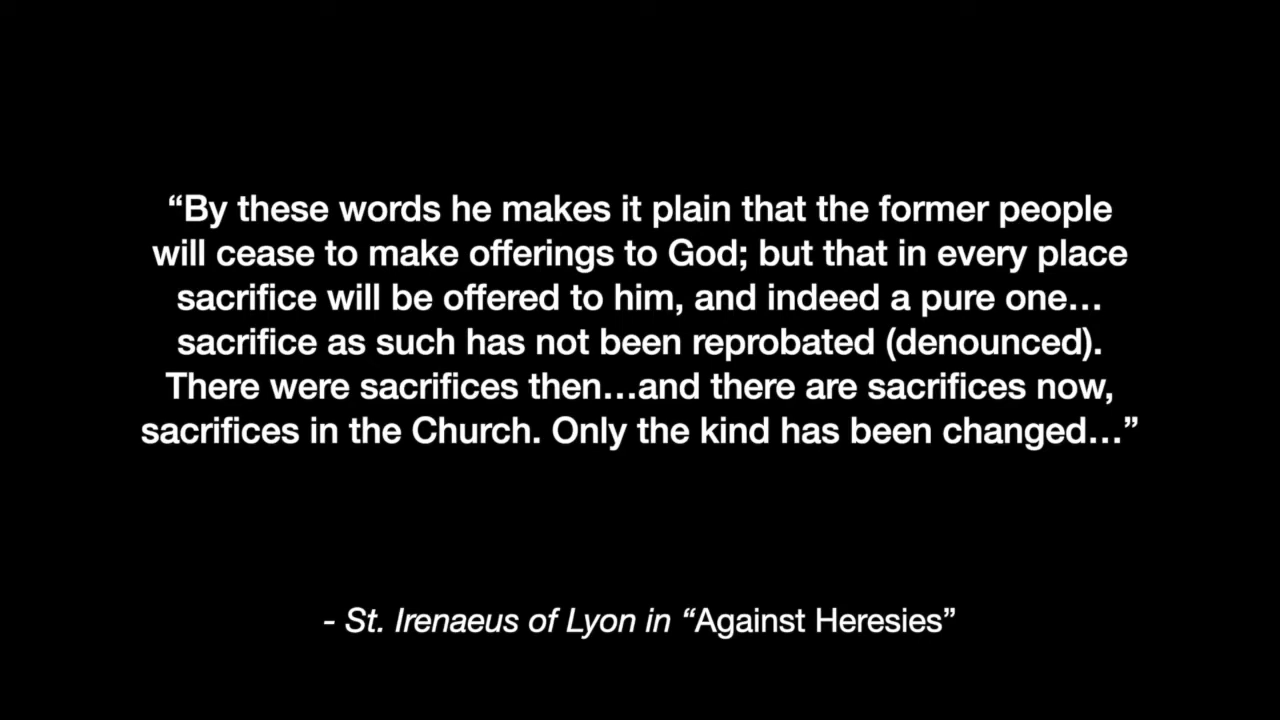 “By these words he makes it plain that the former people
will cease to make offerings to God; but that in every place
sacrifice will be offered to him, and indeed a pure one…
sacrifice as such has not been reprobated (denounced).
There were sacrifices then…and there are sacrifices now,
sacrifices in the Church. Only the kind has been changed…”
- St. Irenaeus of Lyon in “Against Heresies”